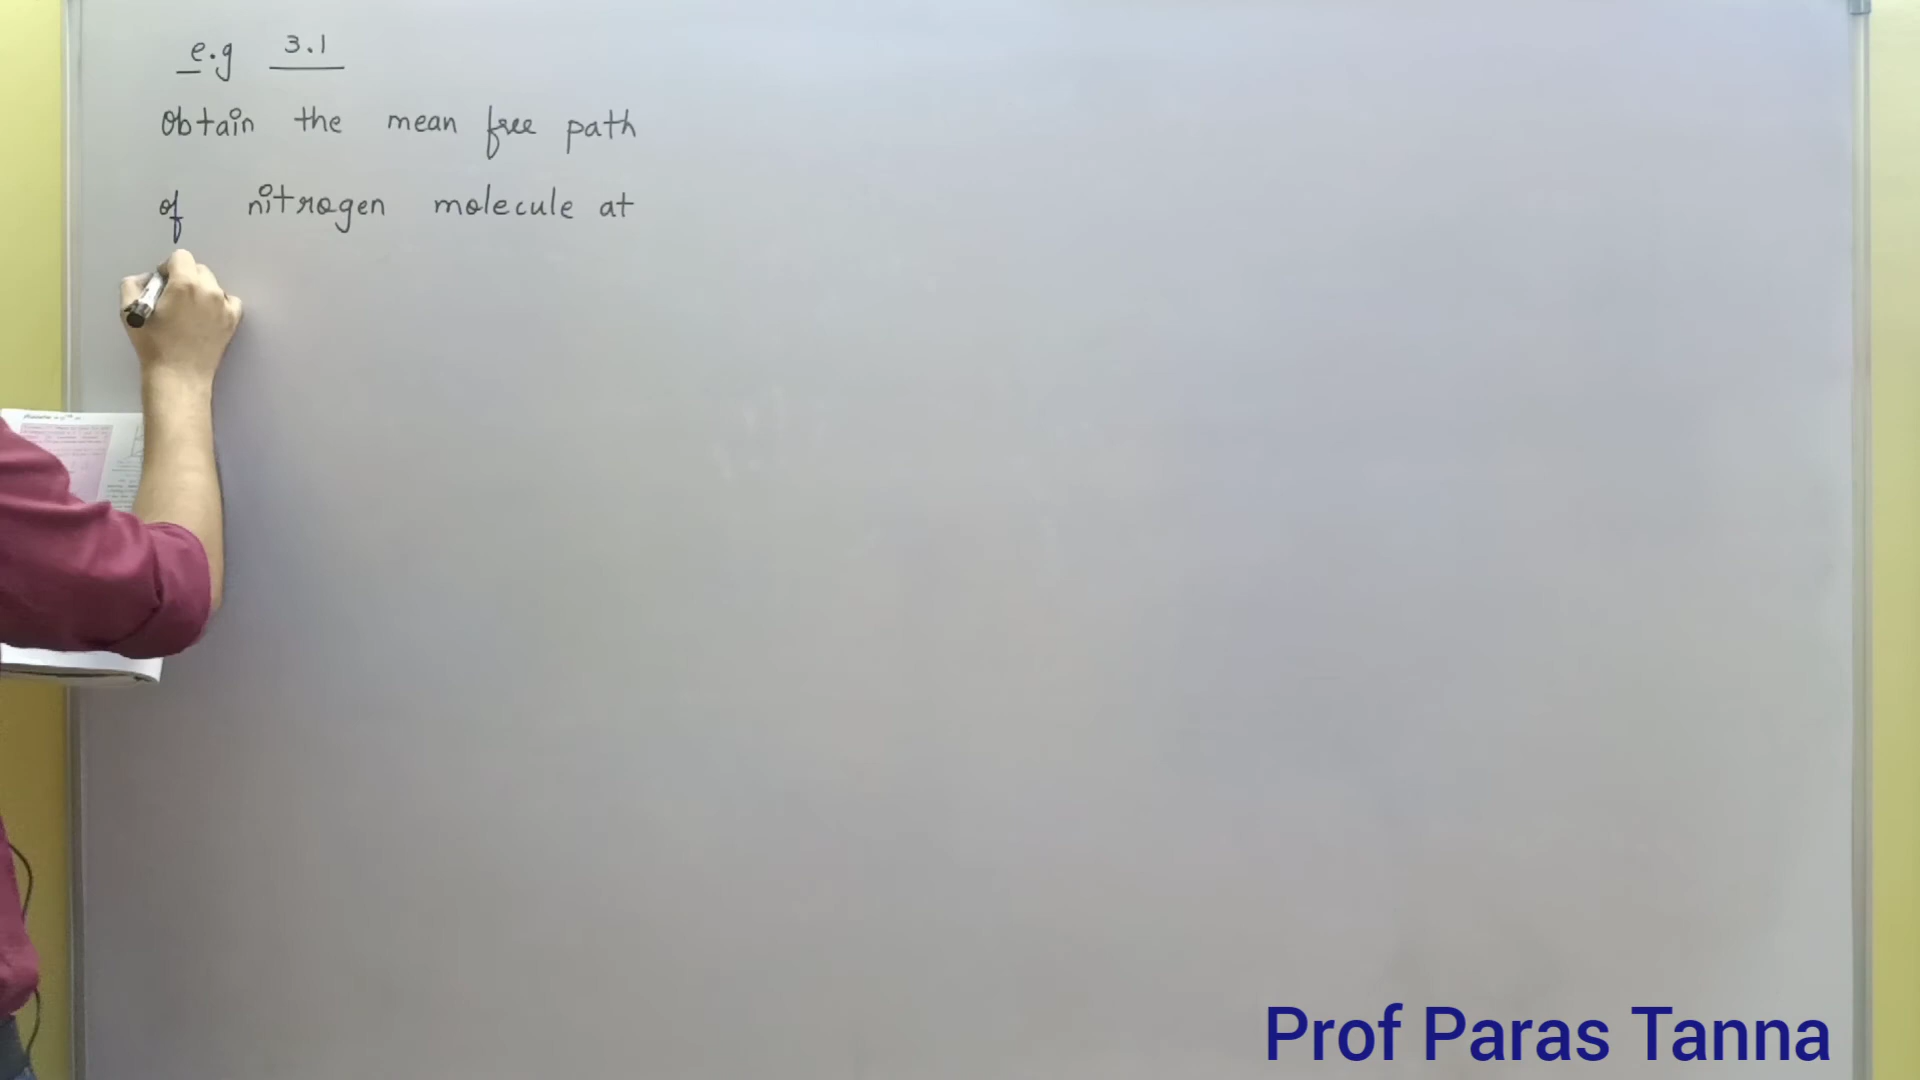 e.g 3.1
Obtain the mean free path
of nitrogen molecule at
Prof Paras Tanna